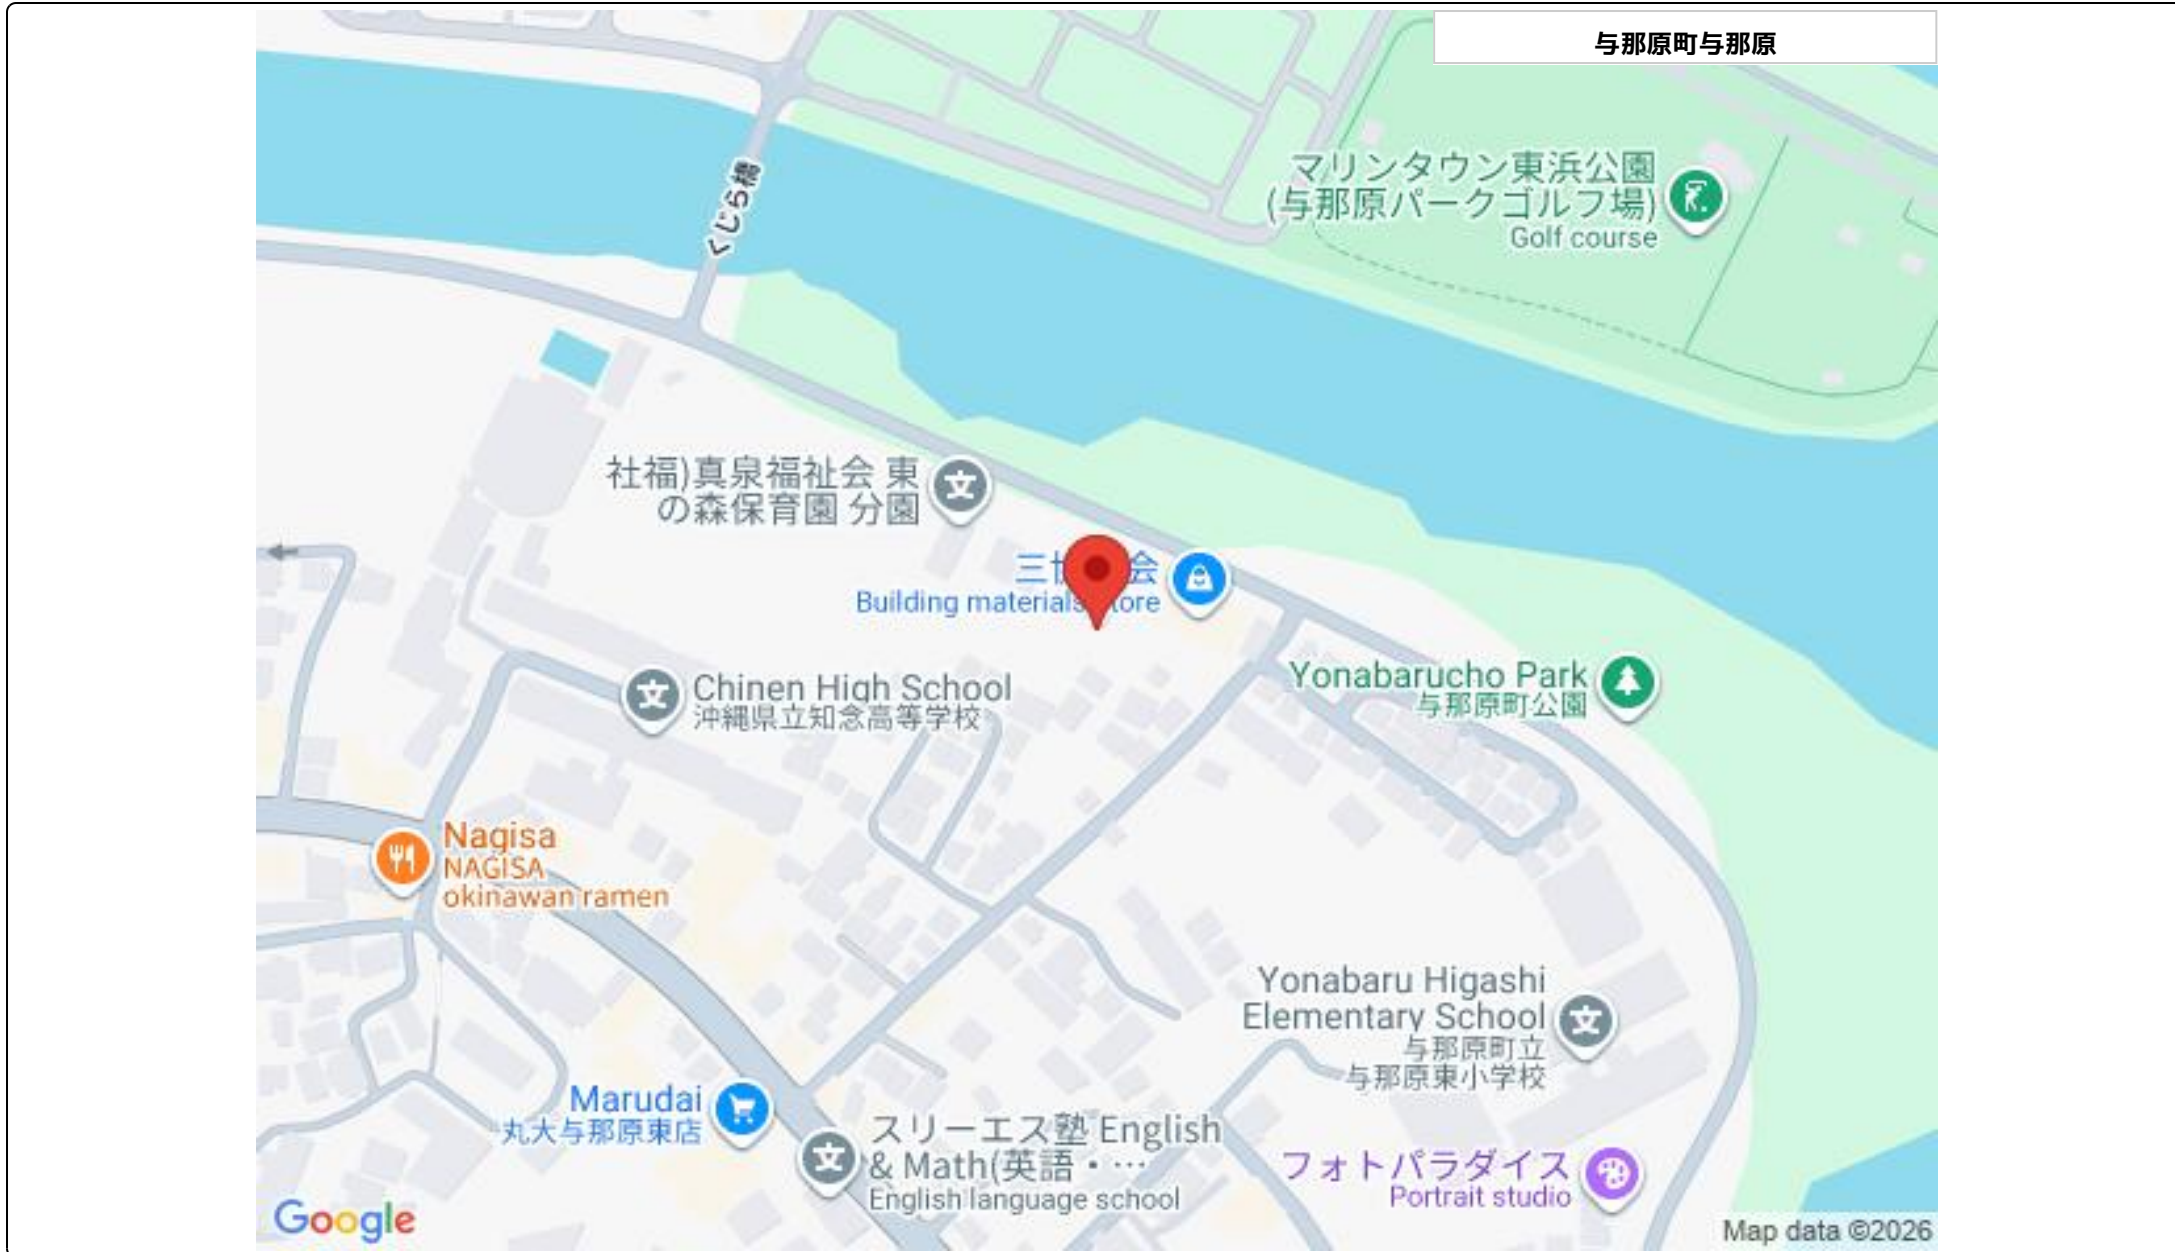 与那原町与那原
くじら橋
マリンタウン東浜公園
(与那原パークゴルフ場)
Golf course
社福)真泉福祉会 東
の森保育園 分園
三 会
Building materials
Yonabarucho Park
与那原町公園
Chinen High School
沖縄県立知念高等学校
Nagisa
NAGISA
okinawan ramen
Yonabaru Higashi
Elementary School
与那原町立
与那原東小学校
Marudai
丸大与那原東店
スリーエス塾 English
& Math(英語・…
English language school
フォトパラダイス
Portrait studio
Google
Map data ©2026